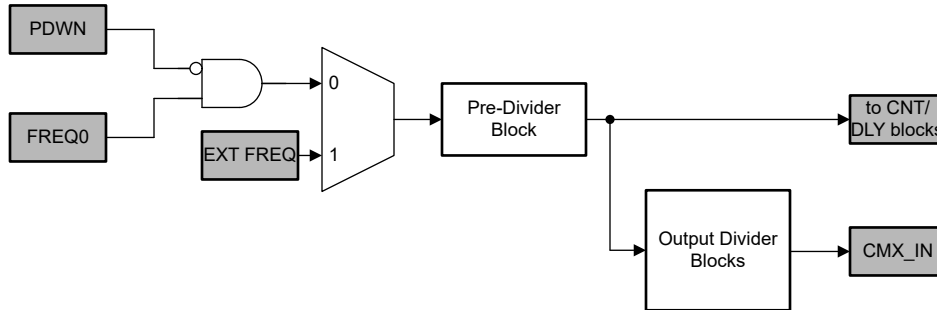 PDWN
FREQ0
EXT FREQ
0
1
Pre-Divider
Block
to CNT/
DLY blocks
Output Divider
Blocks
CMX_IN